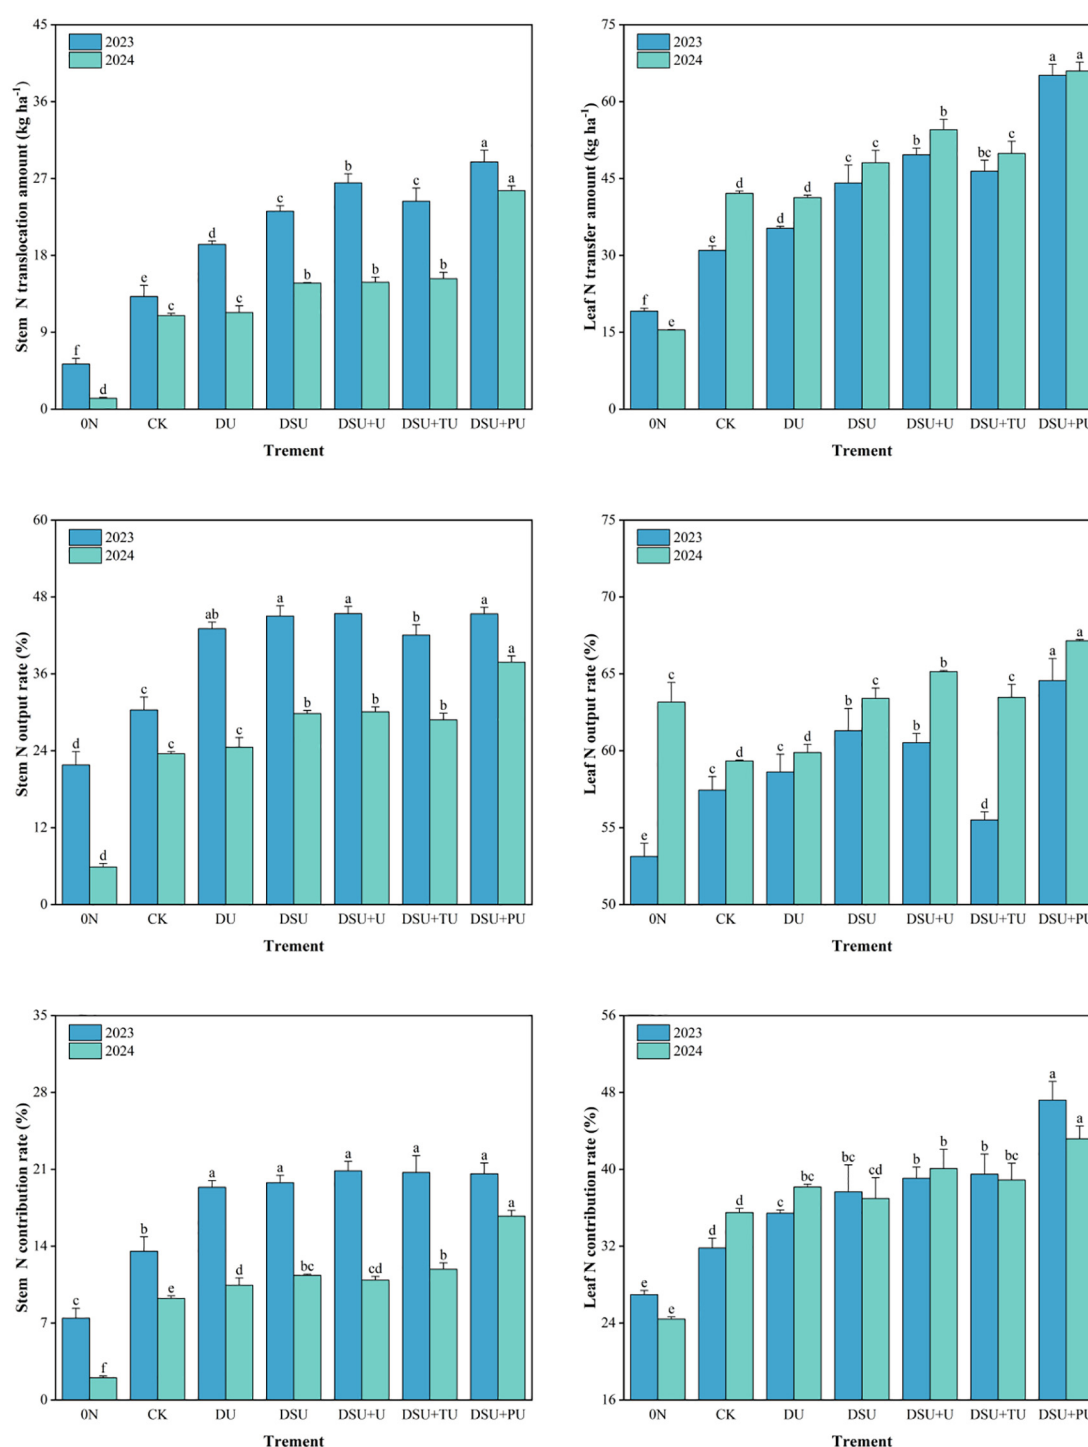 45
36
27
18
9
0
Stem N translocation amount (kg ha⁻¹)
2023
2024
f
d
e
c
d
c
c
b
b
b
c
b
a
a
0N CK DU DSU DSU+U DSU+TU DSU+PU
Trement
75
60
45
30
15
0
Leaf N transfer amount (kg ha⁻¹)
2023
2024
f
e
e
d
d
d
c
c
b
b
bc
c
a
a
0N CK DU DSU DSU+U DSU+TU DSU+PU
Trement
60
48
36
24
12
0
Stem N output rate (%)
2023
2024
d
d
c
c
ab
c
a
b
a
b
b
b
a
a
0N CK DU DSU DSU+U DSU+TU DSU+PU
Trement
75
70
65
60
55
50
Leaf N output rate (%)
2023
2024
e
c
c
d
c
d
b
c
b
b
d
c
a
a
0N CK DU DSU DSU+U DSU+TU DSU+PU
Trement
35
28
21
14
7
0
Stem N contribution rate (%)
2023
2024
c
f
b
e
a
d
a
bc
a
cd
a
b
a
a
0N CK DU DSU DSU+U DSU+TU DSU+PU
Trement
56
48
40
32
24
16
Leaf N contribution rate (%)
2023
2024
e
e
d
d
c
bc
bc
cd
b
b
b
bc
a
a
0N CK DU DSU DSU+U DSU+TU DSU+PU
Trement